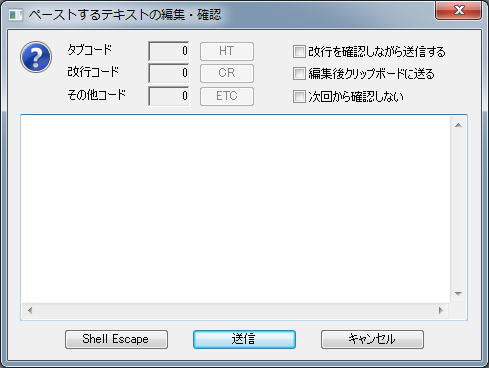 ペーストするテキストの編集・確認
タブコード 0 HT 改行を確認しながら送信する
改行コード 0 CR 編集後クリップボードに送る
その他コード 0 ETC 次回から確認しない
Shell Escape 送信 キャンセル